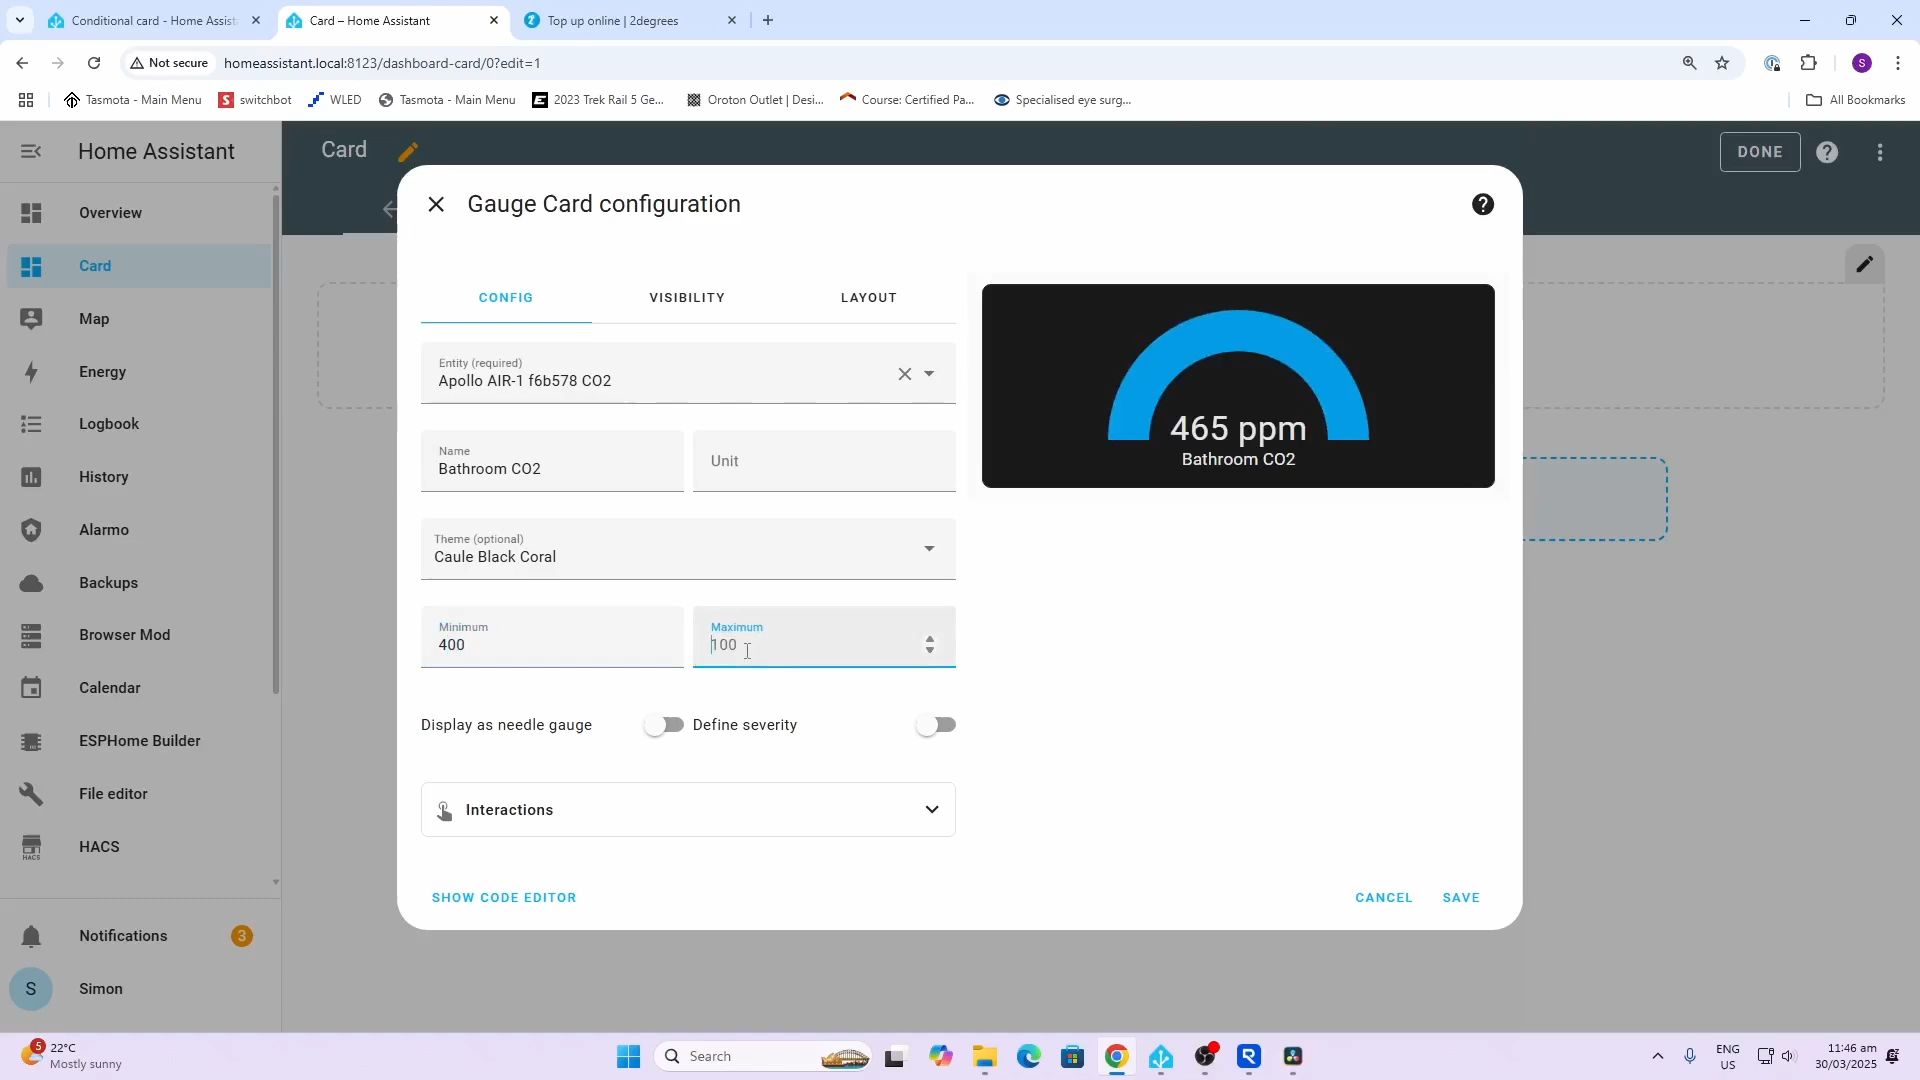 Conditional card - Home Assist
Card – Home Assistant
Top up online | 2degrees
Not secure
homeassistant.local:8123/dashboard-card/0?edit=1
S
Tasmota - Main Menu
switchbot
WLED
Tasmota - Main Menu
2023 Trek Rail 5 Ge...
Oroton Outlet | Desi...
Course: Certified Pa...
Specialised eye surg...
All Bookmarks
Home Assistant
Card
DONE
Overview
Card
Map
Energy
Logbook
History
Alarmo
Backups
Browser Mod
Calendar
ESPHome Builder
File editor
HACS
Notifications
3
S
Simon
Gauge Card configuration
CONFIG
VISIBILITY
LAYOUT
Entity (required)
Apollo AIR-1 f6b578 CO2
Name
Bathroom CO2
Unit
Theme (optional)
Caule Black Coral
Minimum
400
Maximum
100
Display as needle gauge
Define severity
Interactions
SHOW CODE EDITOR
CANCEL
SAVE
465 ppm
Bathroom CO2
5
22°C
Mostly sunny
Search
ENG
US
11:46 am
30/03/2025